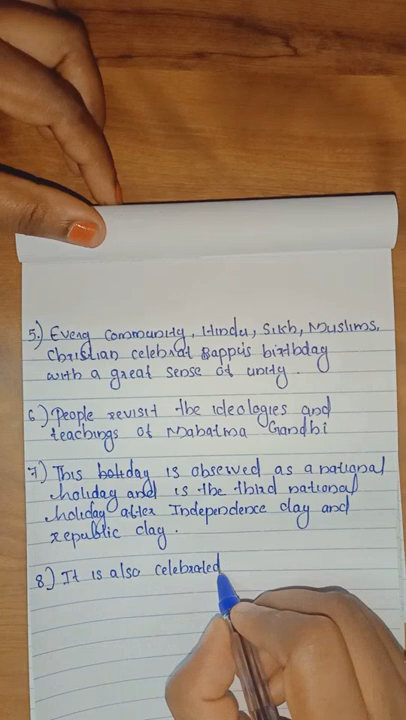 5.) Eveng Community, Hindu, Sikh, Muslims,
Christian celebrat Bappu's birthday
with a great sense of unity.
6.) People revisit the ideologies and
teachings of Mahatma Gandhi
7.) This holiday is observed as a national
holiday and is the third national
holiday after Independence day and
republic day.
8.) It is also celebrated